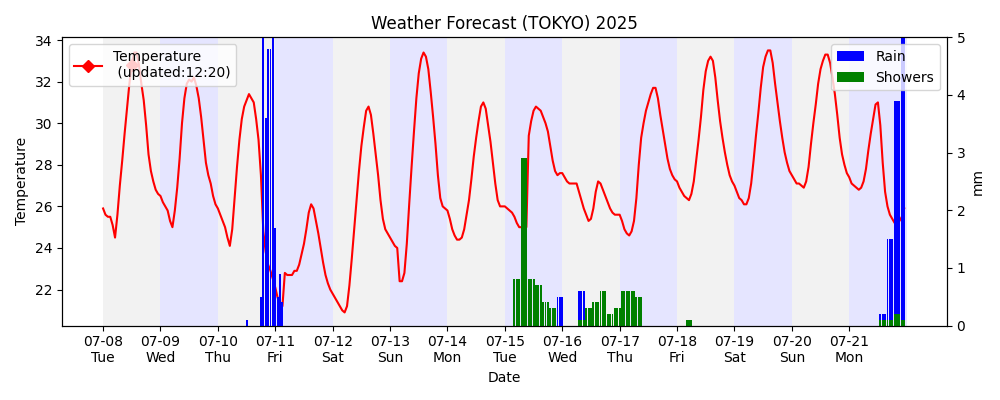 Weather Forecast (TOKYO) 2025
Temperature
(updated:12:20)
Rain
Showers
Temperature
34
32
30
28
26
24
22
5
4
3
2
1
0
mm
07-08 07-09 07-10 07-11 07-12 07-13 07-14 07-15 07-16 07-17 07-18 07-19 07-20 07-21
Tue Wed Thu Fri Sat Sun Mon Tue Wed Thu Fri Sat Sun Mon
Date